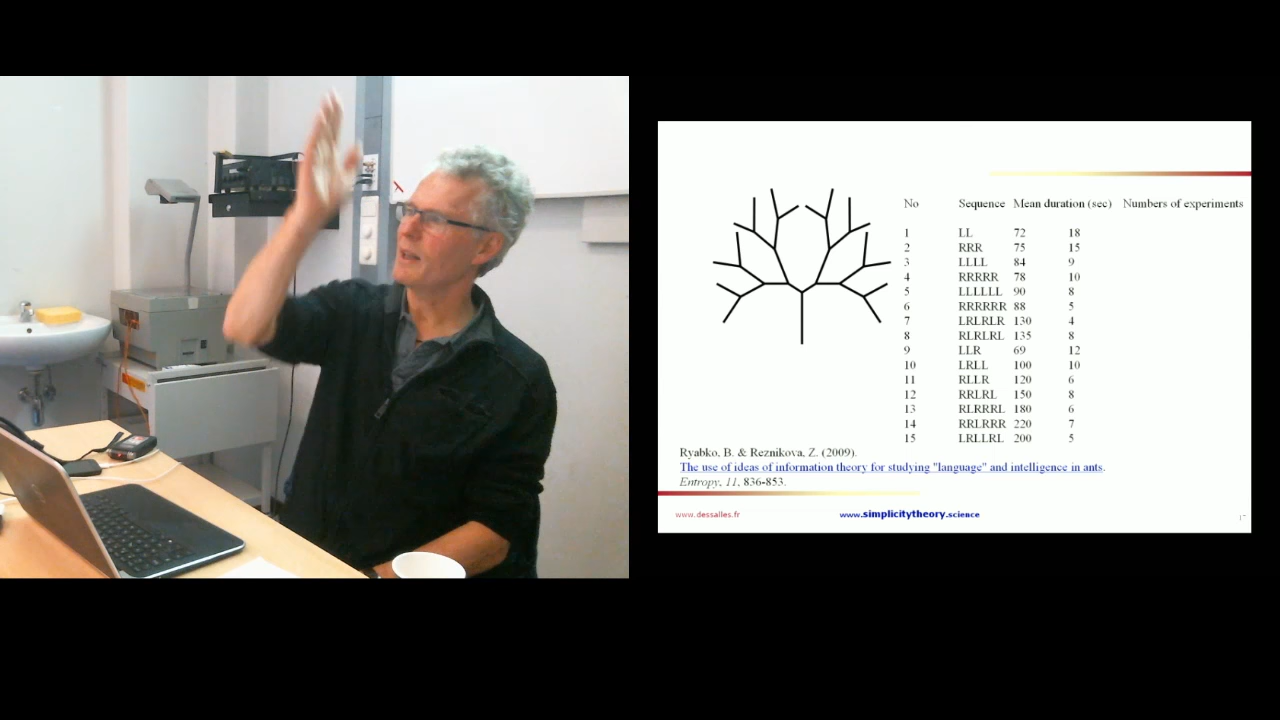 No Sequence Mean duration (sec) Numbers of experiments
1 LL 72 18
2 RRR 75 15
3 LLLL 84 9
4 RRRRR 78 10
5 LLLLLL 90 8
6 RRRRRR 88 5
7 LRLRLR 130 4
8 RLRLRL 135 8
9 LLR 69 12
10 LRLL 100 10
11 RLLR 120 6
12 RRLRL 150 8
13 RLRRRL 180 6
14 RRLRRR 220 7
15 LRLLRL 200 5
Ryabko, B. & Reznikova, Z. (2009).
The use of ideas of information theory for studying "language" and intelligence in ants.
Entropy, 11, 836-853.
www.dessalles.fr www.simplicitytheory.science 17